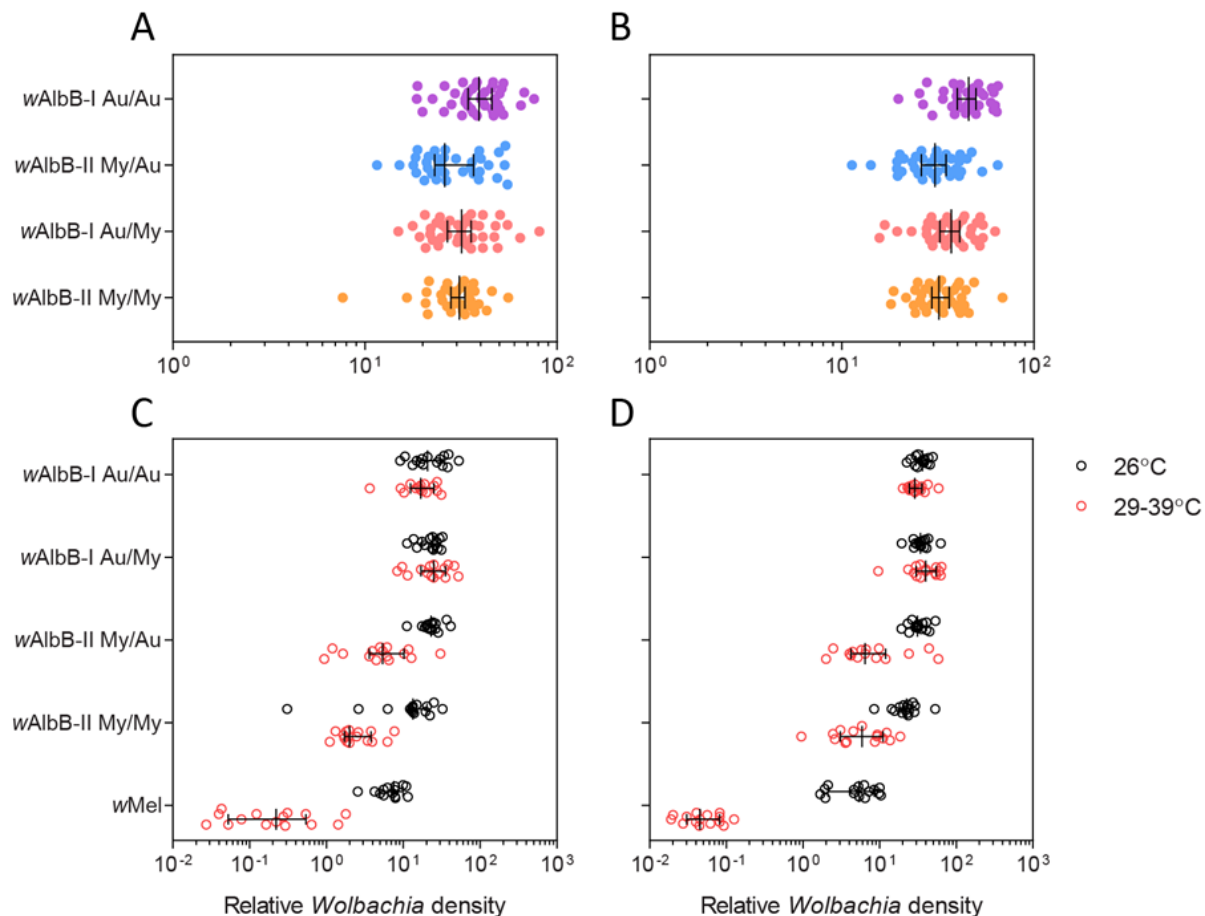 A B
wAlbB-I Au/Au
wAlbB-II My/Au
wAlbB-I Au/My
wAlbB-II My/My
10⁰ 10¹ 10² 10⁰ 10¹ 10²
C D
wAlbB-I Au/Au
wAlbB-I Au/My
wAlbB-II My/Au
wAlbB-II My/My
wMel
26°C
29-39°C
10⁻² 10⁻¹ 10⁰ 10¹ 10² 10³ 10⁻² 10⁻¹ 10⁰ 10¹ 10² 10³
Relative Wolbachia density Relative Wolbachia density